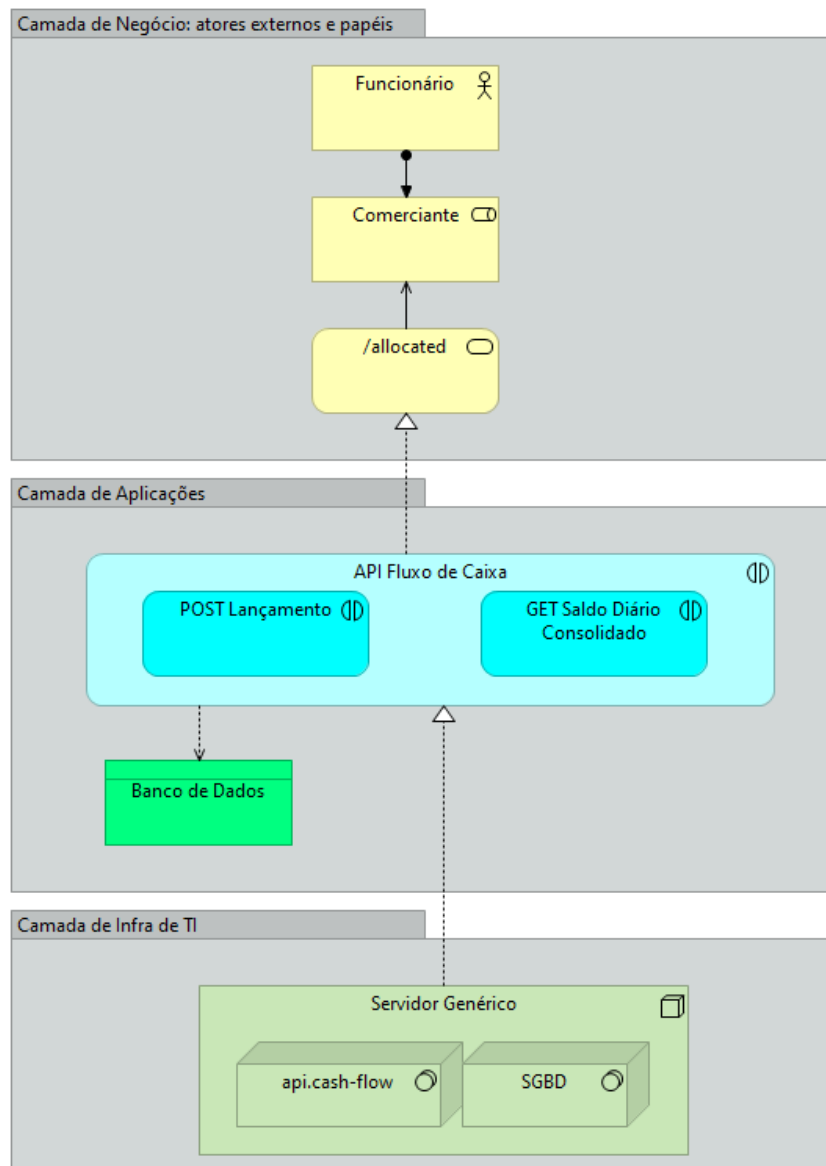 Camada de Negócio: atores externos e papéis
Funcionário
Comerciante
/allocated
Camada de Aplicações
API Fluxo de Caixa
POST Lançamento
GET Saldo Diário
Consolidado
Banco de Dados
Camada de Infra de TI
Servidor Genérico
api.cash-flow
SGBD